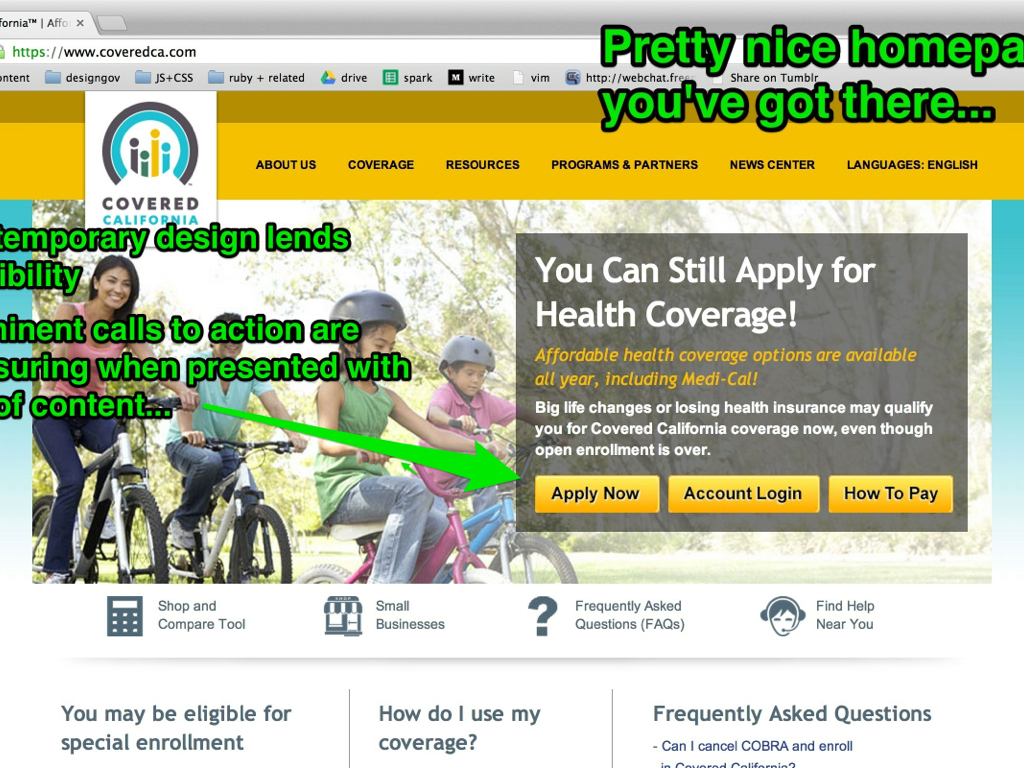 fornia™ | Affo
https://www.coveredca.com
ontent designgov JS+CSS ruby + related drive spark write vim http://webchat.free Share on Tumblr
Pretty nice homepa
you've got there...
ABOUT US COVERAGE RESOURCES PROGRAMS & PARTNERS NEWS CENTER LANGUAGES: ENGLISH
COVERED
CALIFORNIA
temporary design lends
ibility
ninent calls to action are
suring when presented with
of content...
You Can Still Apply for
Health Coverage!
Affordable health coverage options are available
all year, including Medi-Cal!
Big life changes or losing health insurance may qualify
you for Covered California coverage now, even though
open enrollment is over.
Apply Now Account Login How To Pay
Shop and
Compare Tool
Small
Businesses
Frequently Asked
Questions (FAQs)
Find Help
Near You
You may be eligible for
special enrollment
How do I use my
coverage?
Frequently Asked Questions
- Can I cancel COBRA and enroll
in Covered California?